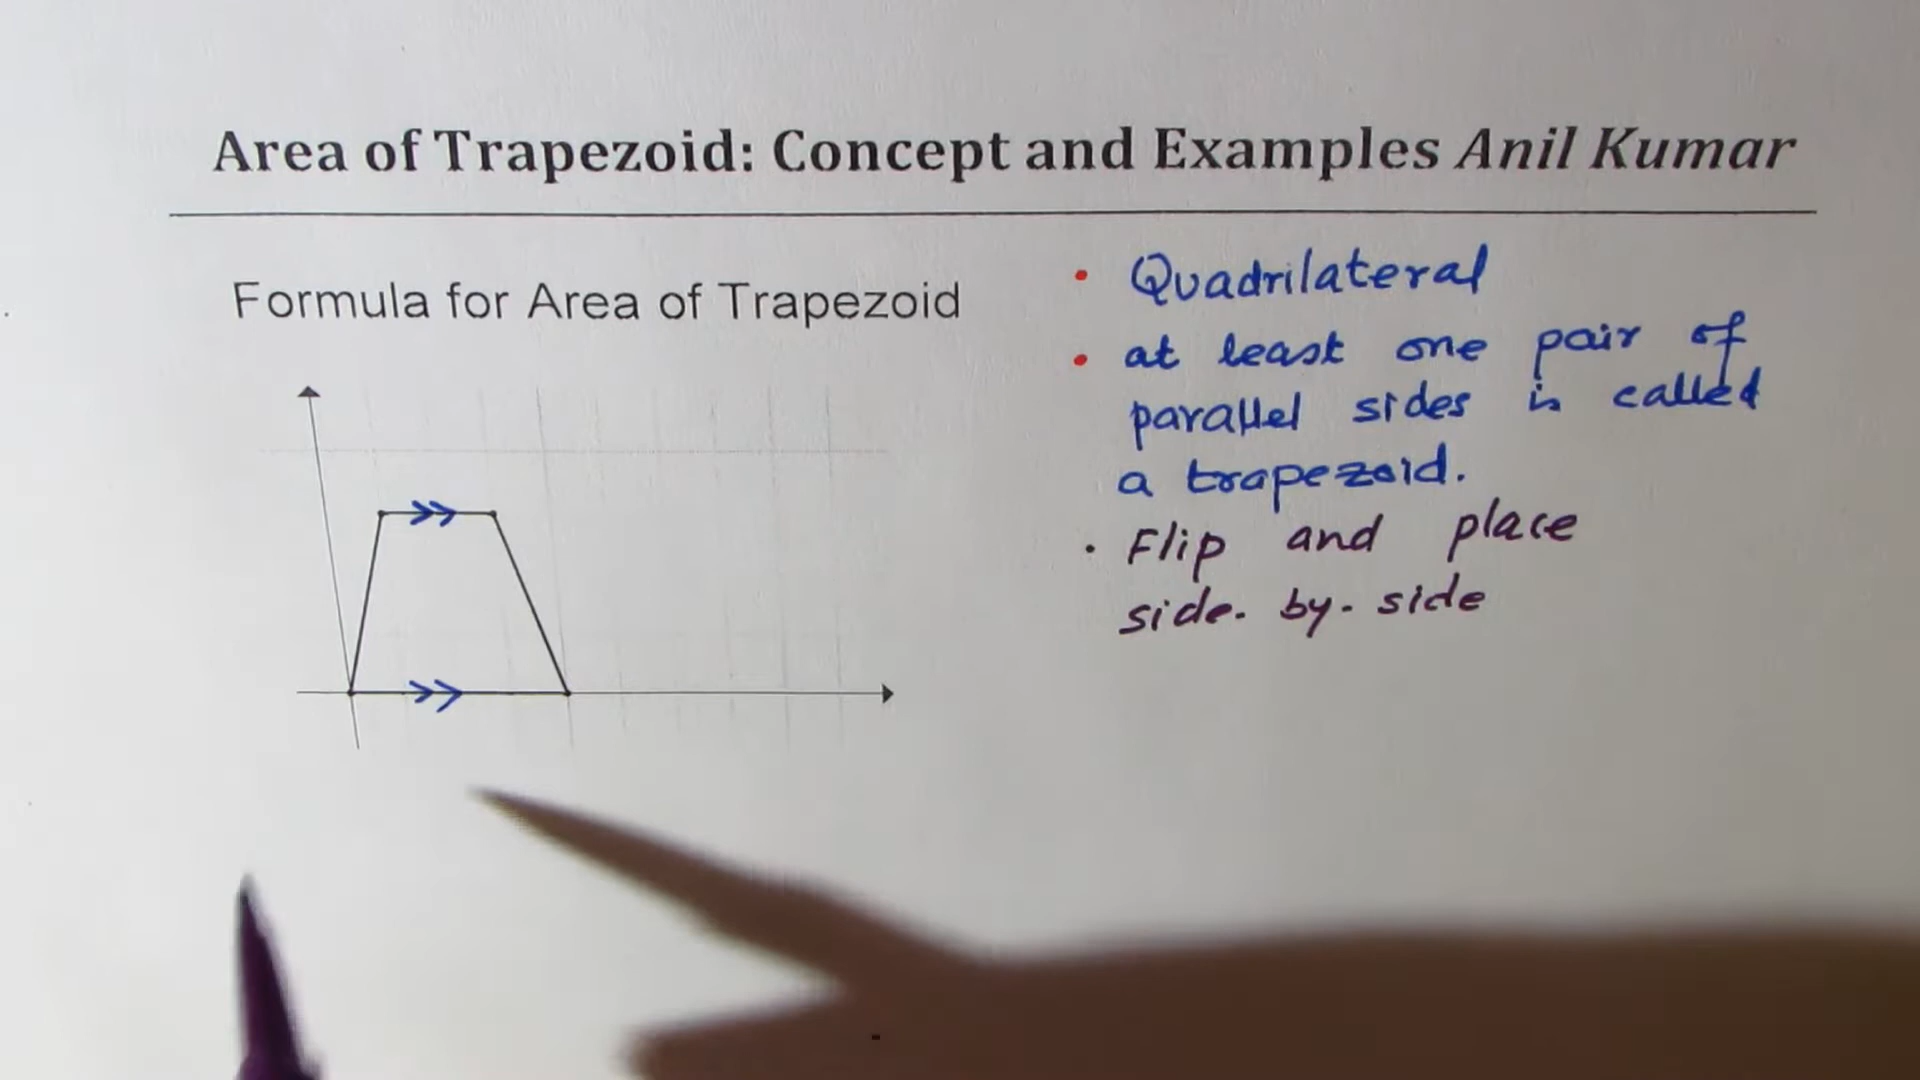 Area of Trapezoid: Concept and Examples Anil Kumar
Formula for Area of Trapezoid
• Quadrilateral
• at least one pair of
parallel sides is called
a trapezoid.
• Flip and place
side. by. side